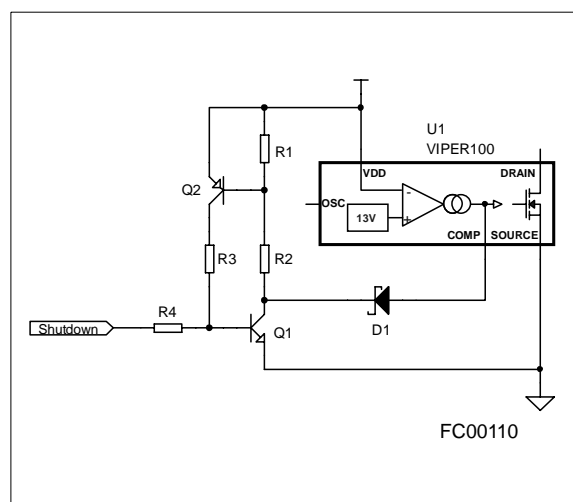 U1
VIPER100
R1
VDD
DRAIN
Q2
OSC
-
13V
+
COMP
SOURCE
R3
R2
D1
R4
Shutdown
Q1
FC00110